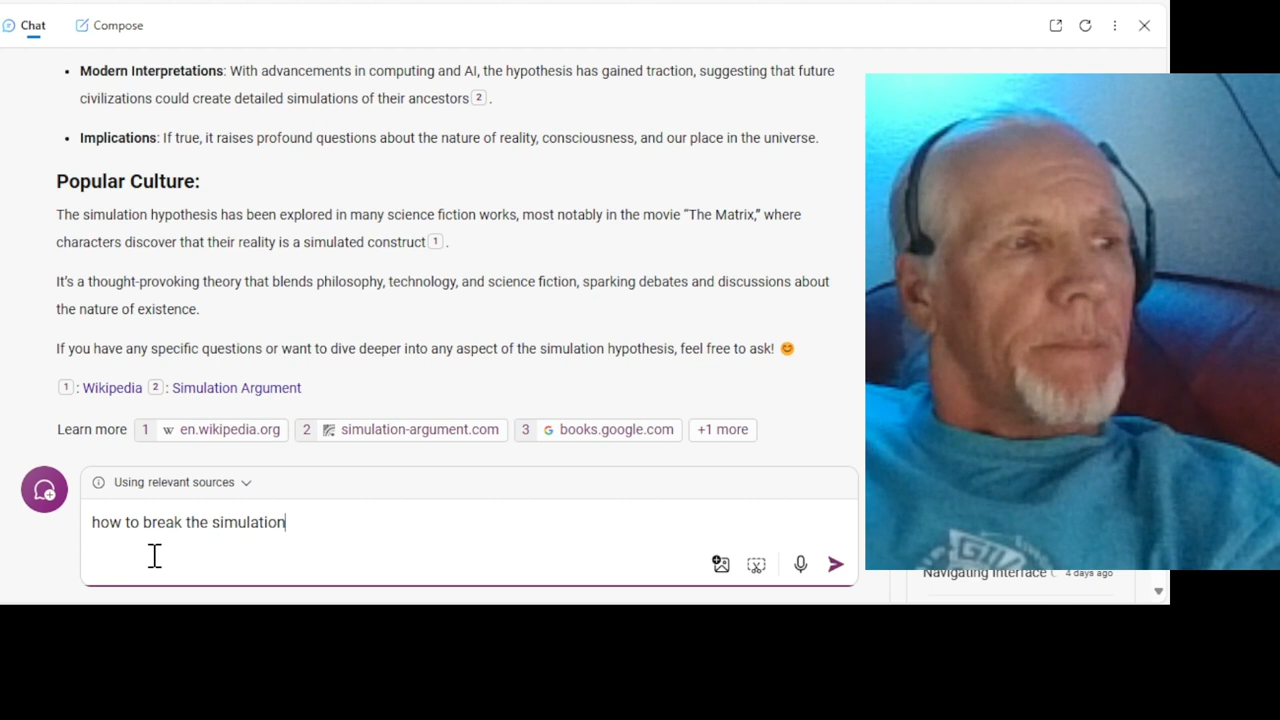 Chat Compose
• Modern Interpretations: With advancements in computing and AI, the hypothesis has gained traction, suggesting that future
civilizations could create detailed simulations of their ancestors 2 .
• Implications: If true, it raises profound questions about the nature of reality, consciousness, and our place in the universe.
Popular Culture:
The simulation hypothesis has been explored in many science fiction works, most notably in the movie “The Matrix,” where
characters discover that their reality is a simulated construct 1 .
It’s a thought-provoking theory that blends philosophy, technology, and science fiction, sparking debates and discussions about
the nature of existence.
If you have any specific questions or want to dive deeper into any aspect of the simulation hypothesis, feel free to ask! 😊
1 : Wikipedia 2 : Simulation Argument
Learn more 1 W en.wikipedia.org 2 simulation-argument.com 3 G books.google.com +1 more
Using relevant sources
how to break the simulation
Navigating Interface 4 days ago